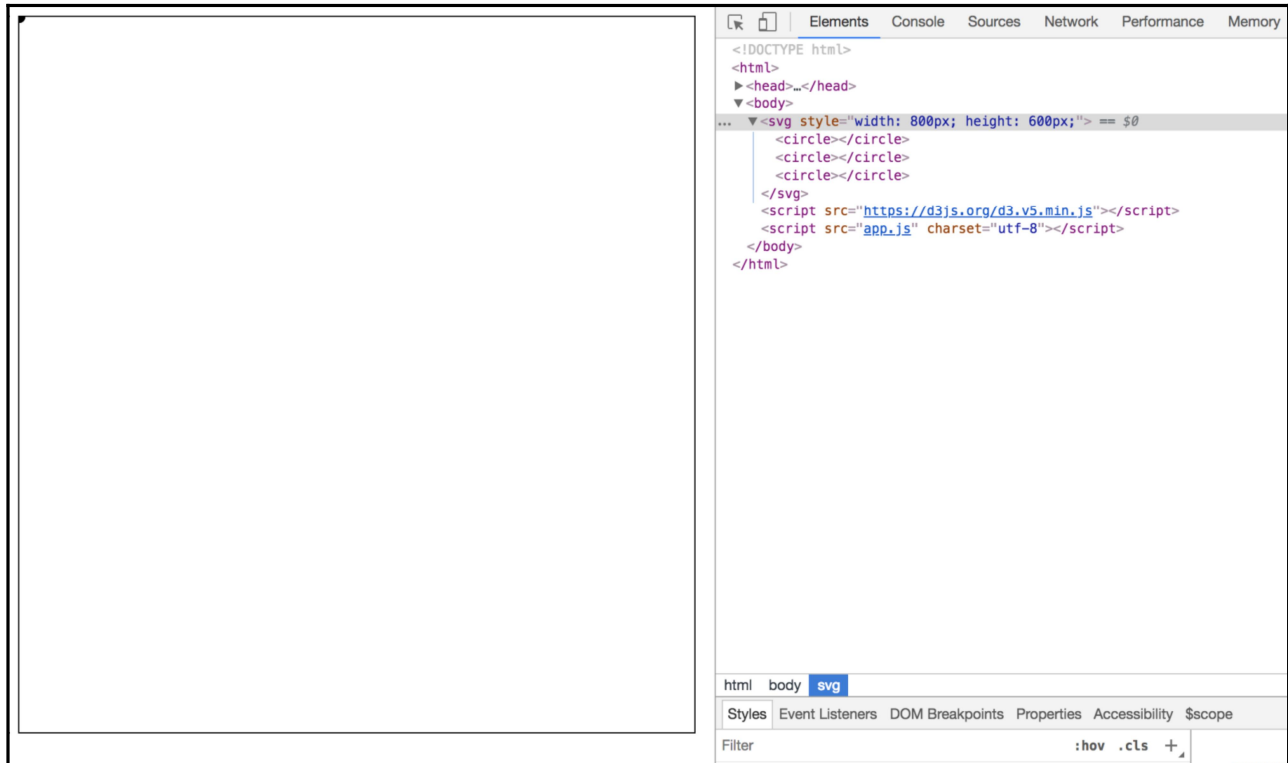 Elements Console Sources Network Performance Memory
<!DOCTYPE html>
<html>
▶<head>…</head>
▼<body>
... ▼<svg style="width: 800px; height: 600px;"> == $0
<circle></circle>
<circle></circle>
<circle></circle>
</svg>
<script src="https://d3js.org/d3.v5.min.js"></script>
<script src="app.js" charset="utf-8"></script>
</body>
</html>
html body svg
Styles Event Listeners DOM Breakpoints Properties Accessibility $scope
Filter :hov .cls +